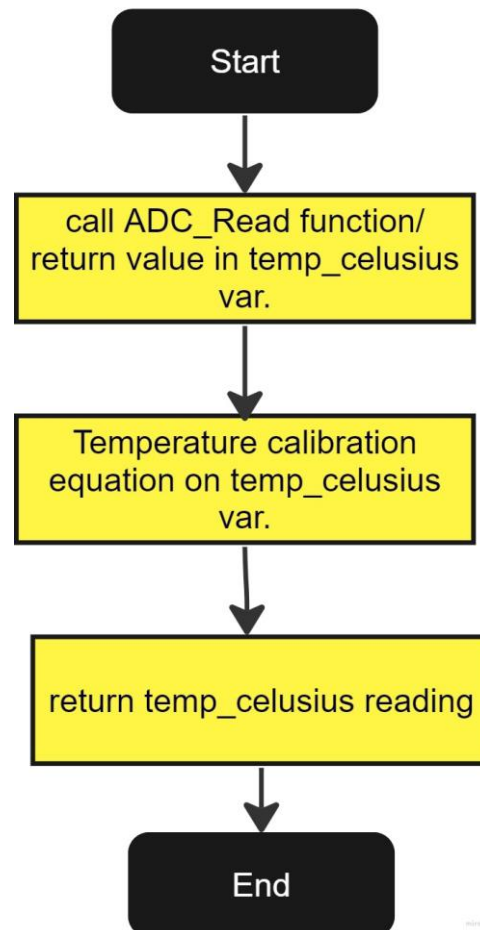 Start
call ADC_Read function/
return value in temp_celusius
var.
Temperature calibration
equation on temp_celusius
var.
return temp_celusius reading
End